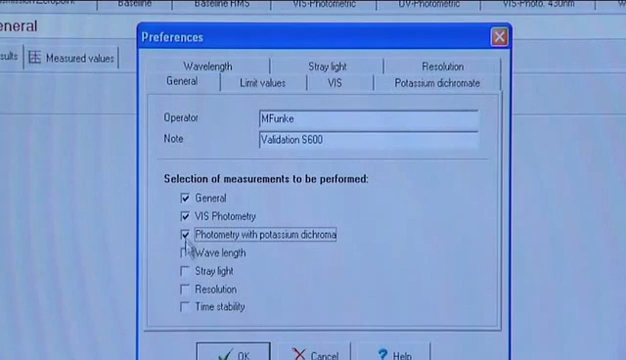 Baseline
Baseline RMS
VIS-Photometric
UV-Photometric
VIS-Photo. 430nm
eneral
sults
Measured values
Preferences
Wavelength
Stray light
Resolution
General
Limit values
VIS
Potassium dichromate
Operator
MFunke
Note
Validation S600
Selection of measurements to be performed:
General
VIS Photometry
Photometry with potassium dichroma
Wave length
Stray light
Resolution
Time stability
OK
Cancel
Help